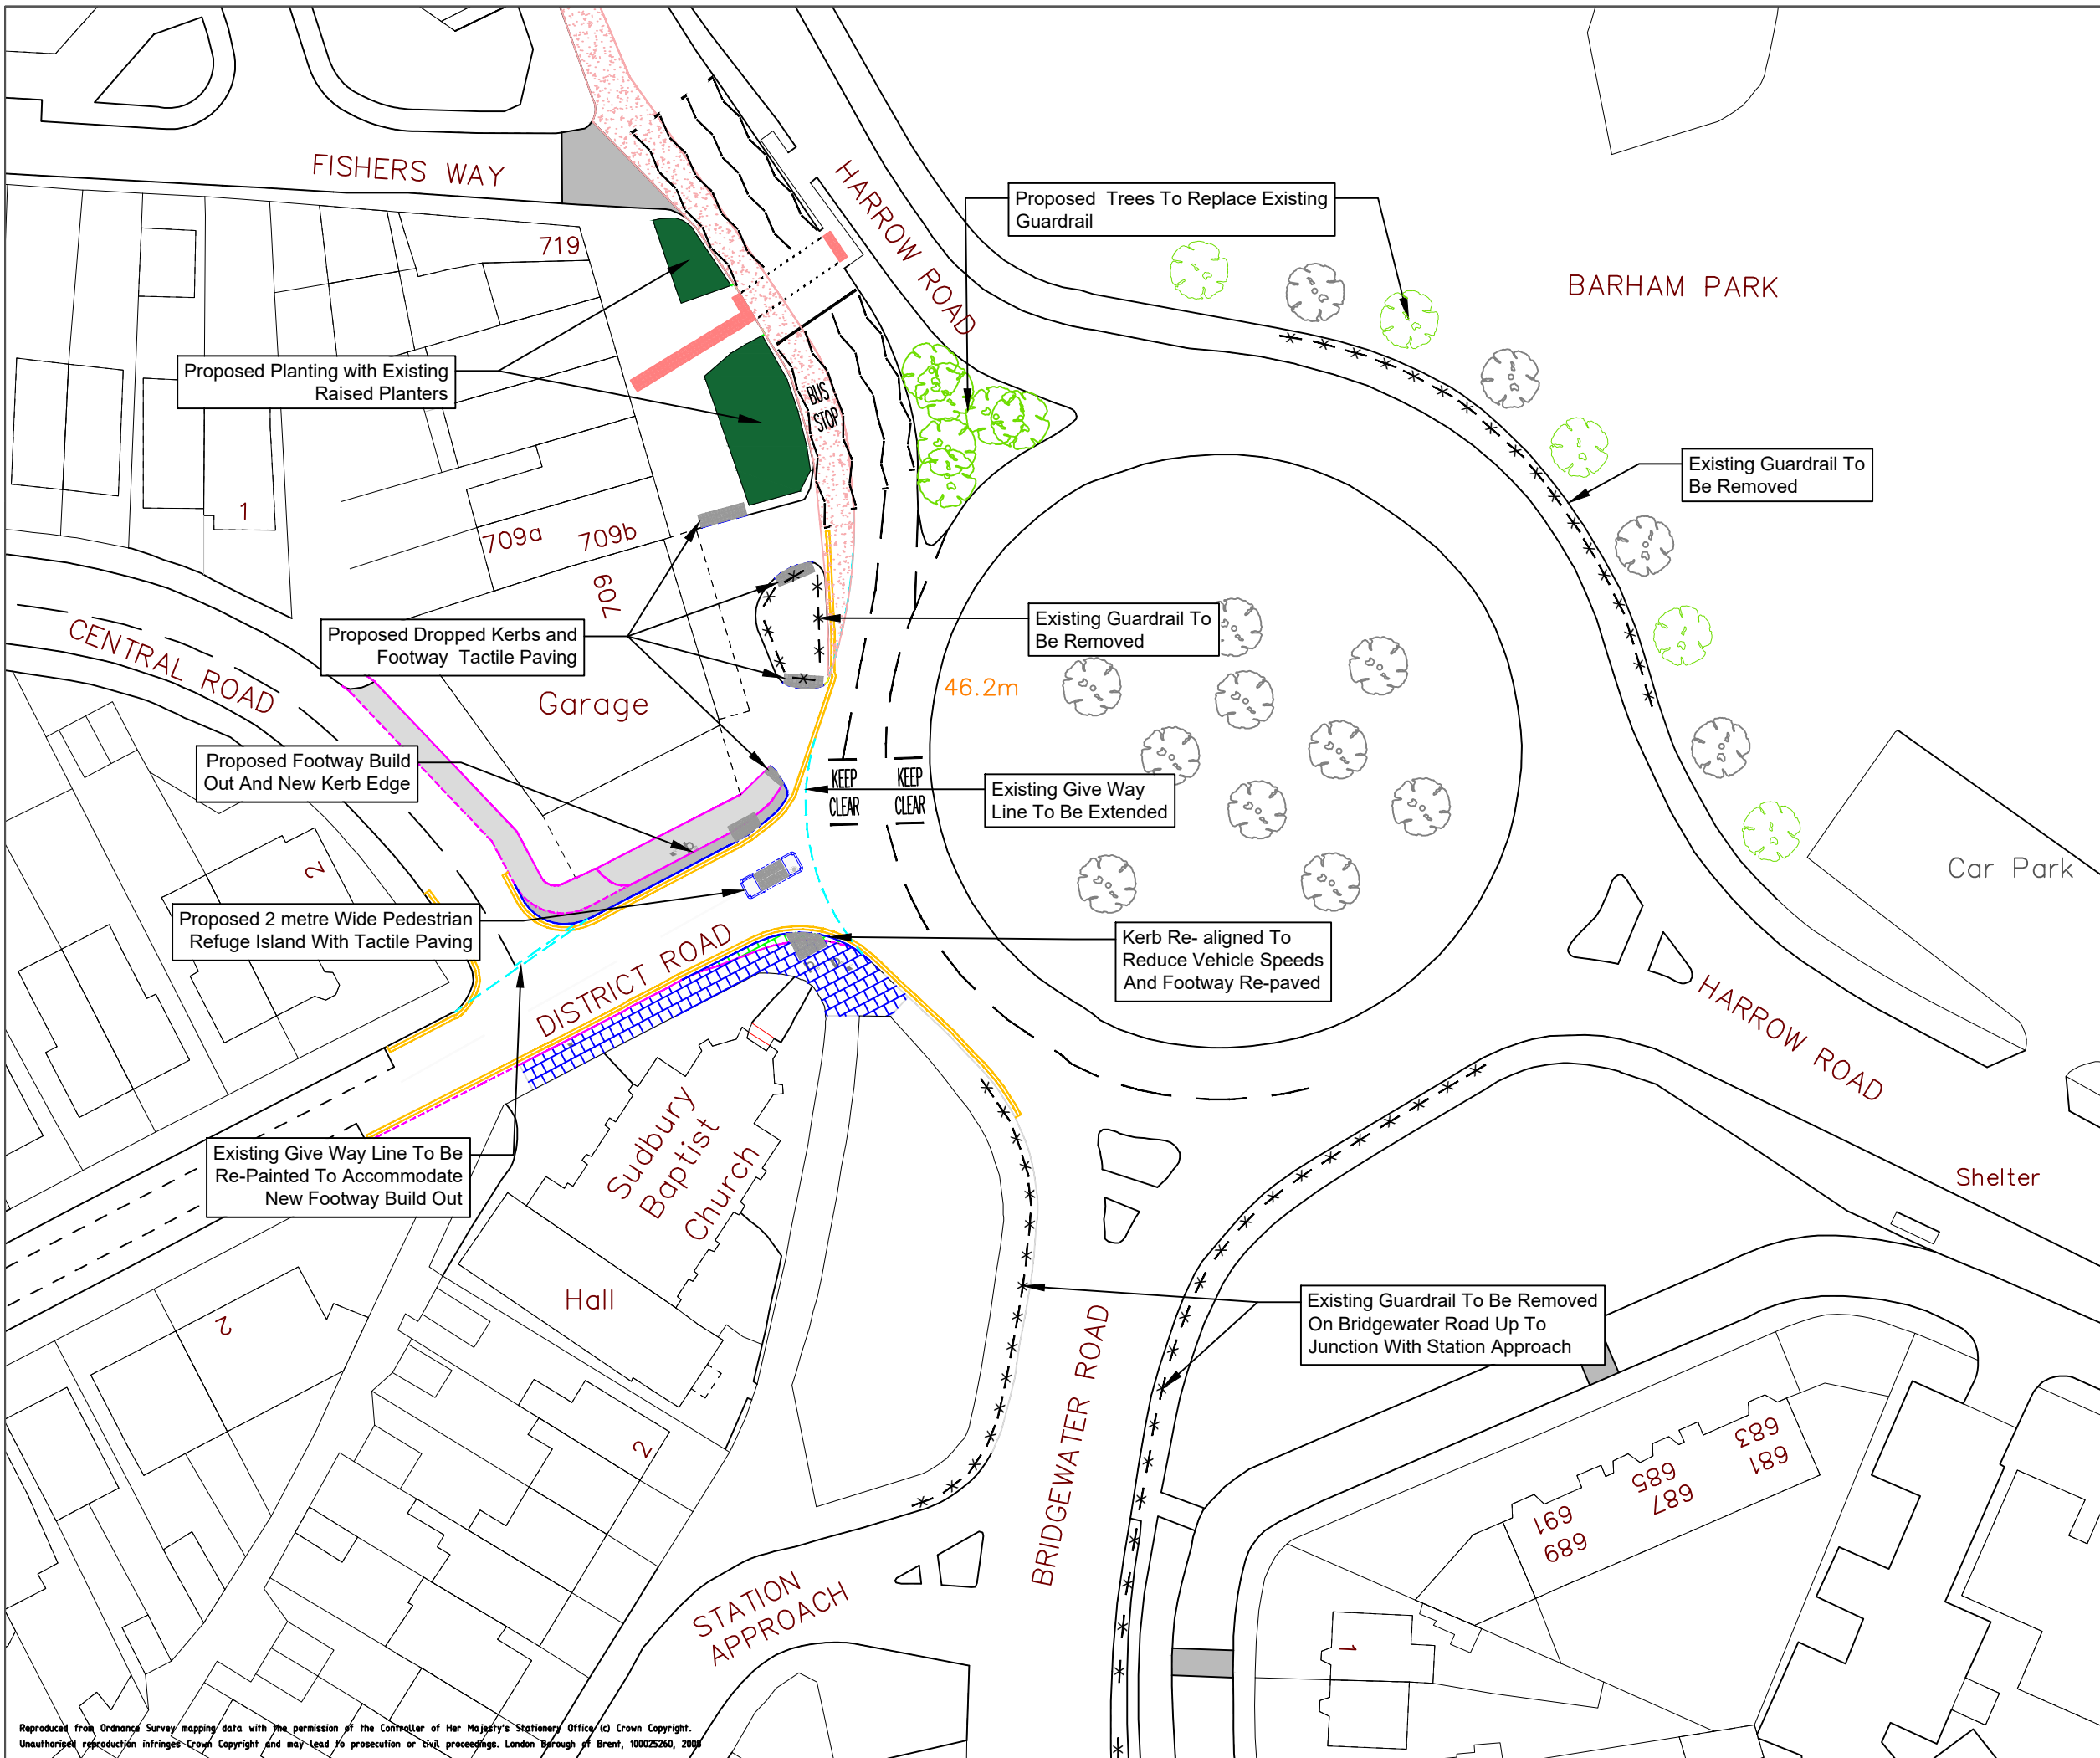 FISHERS WAY
HARROW ROAD
Proposed  Trees To Replace Existing
Guardrail
BARHAM PARK
719
Proposed Planting with Existing
Raised Planters
BUS
STOP
1
709a
709b
709
Existing Guardrail To
Be Removed
CENTRAL ROAD
Proposed Dropped Kerbs and
Footway  Tactile Paving
Existing Guardrail To
Be Removed
46.2m
Garage
Proposed Footway Build
Out And New Kerb Edge
KEEP
CLEAR
KEEP
CLEAR
Existing Give Way
Line To Be Extended
2
Car Park
Proposed 2 metre Wide Pedestrian
Refuge Island With Tactile Paving
DISTRICT ROAD
Kerb Re- aligned To
Reduce Vehicle Speeds
And Footway Re-paved
HARROW ROAD
Sudbury
Baptist
Church
Existing Give Way Line To Be
Re-Painted To Accommodate
New Footway Build Out
Shelter
Hall
2
Existing Guardrail To Be Removed
On Bridgewater Road Up To
Junction With Station Approach
BRIDGEWATER ROAD
2
683
681
685
687
691
689
STATION
APPROACH
1
Reproduced from Ordnance Survey mapping data with the permission of the Controller of Her Majesty's Stationery Office (c) Crown Copyright.
Unauthorised reproduction infringes Crown Copyright and may lead to prosecution or civil proceedings. London Borough of Brent, 100025260, 2009